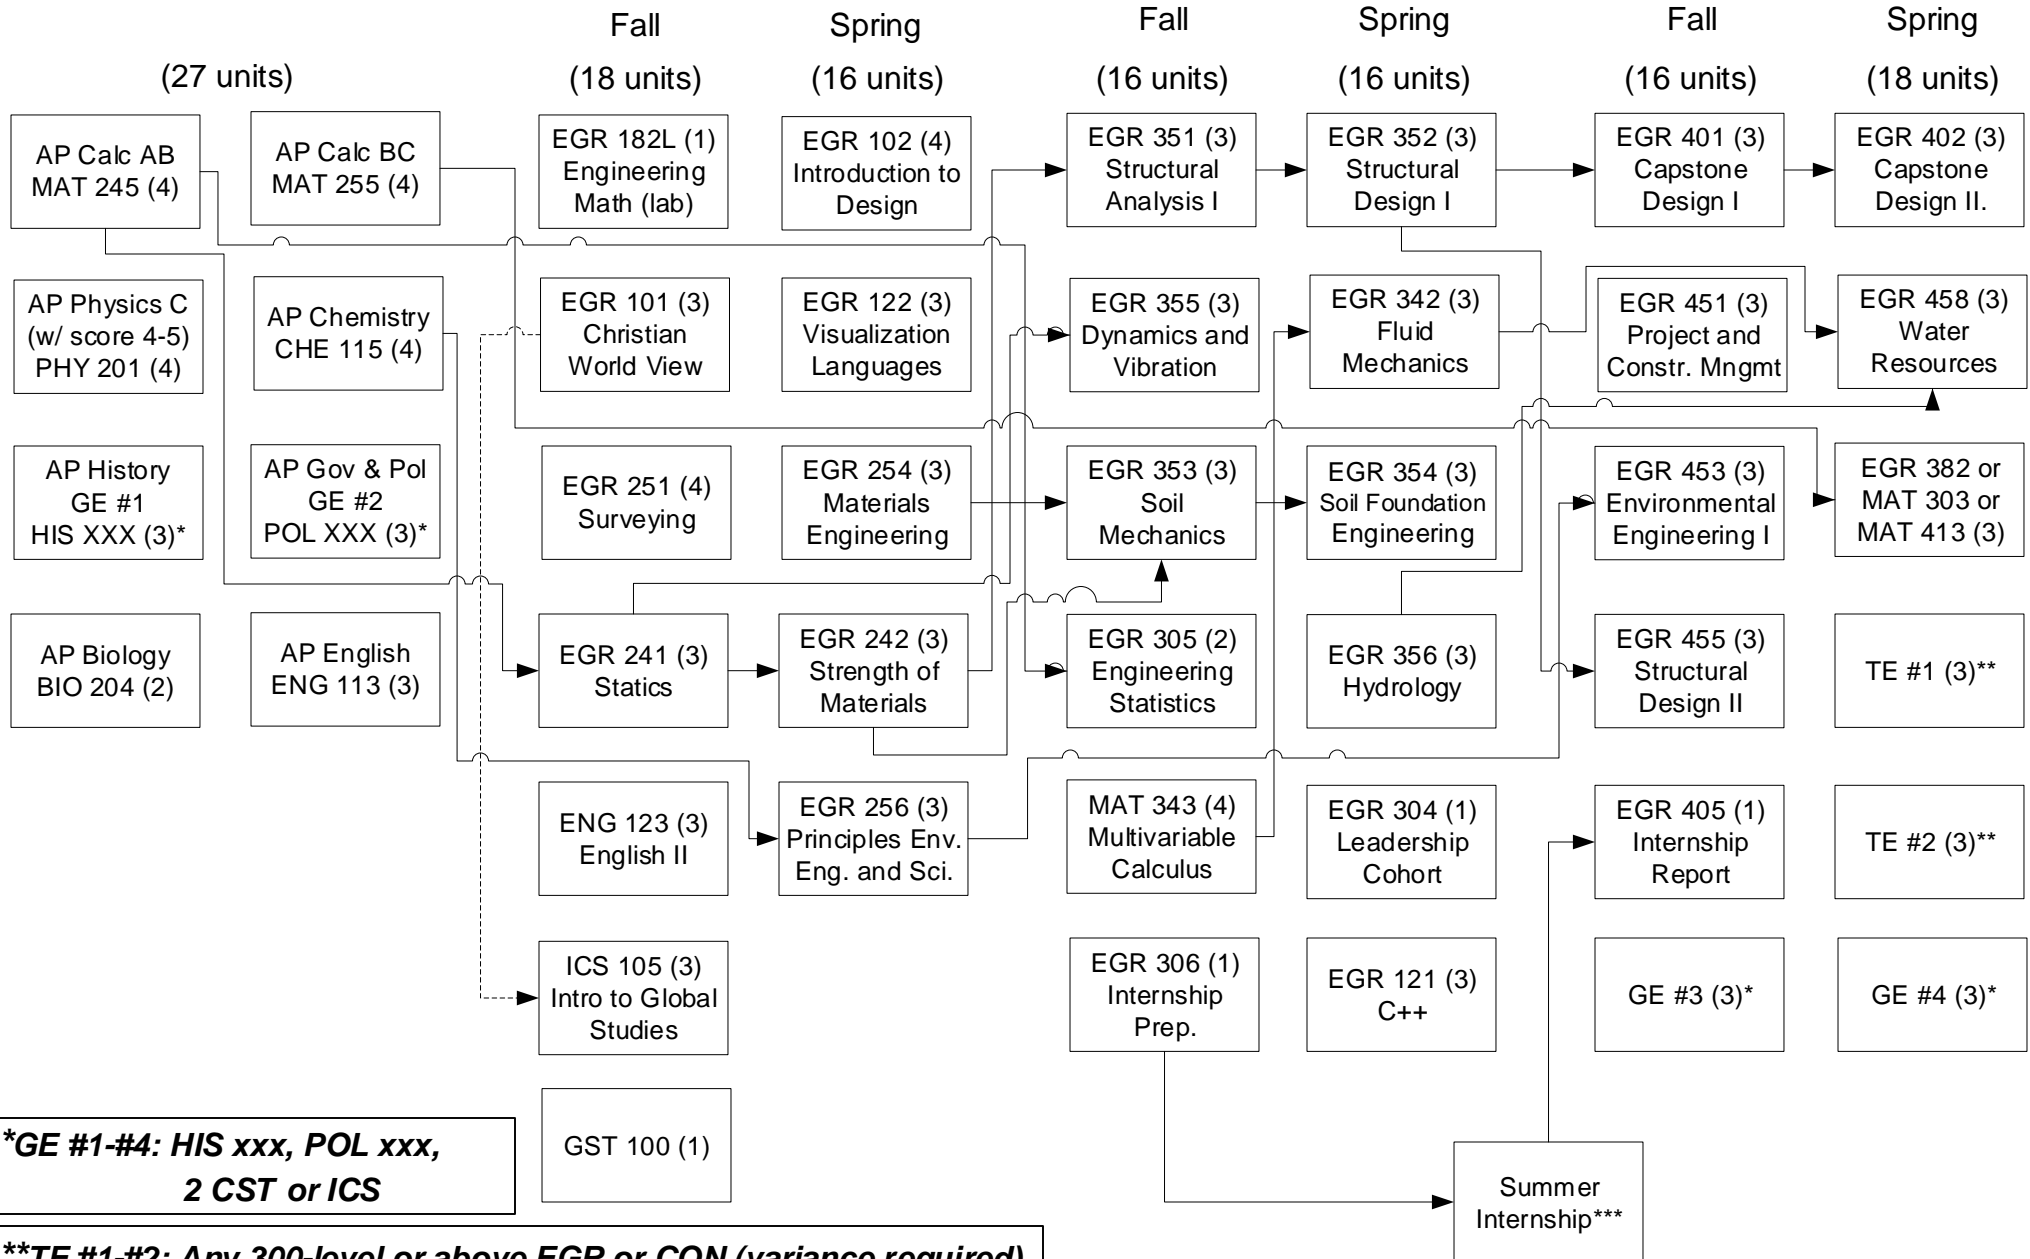 Fall
Spring
Fall
Spring
Fall
Spring
(27 units)
(18 units)
(16 units)
(16 units)
(16 units)
(16 units)
(18 units)
AP Calc AB
MAT 245 (4)
AP Calc BC
MAT 255 (4)
EGR 182L (1)
Engineering
Math (lab)
EGR 102 (4)
Introduction to
Design
EGR 351 (3)
Structural
Analysis I
EGR 352 (3)
Structural
Design I
EGR 401 (3)
Capstone
Design I
EGR 402 (3)
Capstone
Design II.
AP Physics C
(w/ score 4-5)
PHY 201 (4)
AP Chemistry
CHE 115 (4)
EGR 101 (3)
Christian
World View
EGR 122 (3)
Visualization
Languages
EGR 355 (3)
Dynamics and
Vibration
EGR 342 (3)
Fluid
Mechanics
EGR 451 (3)
Project and
Constr. Mngmt
EGR 458 (3)
Water
Resources
AP History
GE #1
HIS XXX (3)*
AP Gov & Pol
GE #2
POL XXX (3)*
EGR 251 (4)
Surveying
EGR 254 (3)
Materials
Engineering
EGR 353 (3)
Soil
Mechanics
EGR 354 (3)
Soil Foundation
Engineering
EGR 453 (3)
Environmental
Engineering I
EGR 382 or
MAT 303 or
MAT 413 (3)
AP Biology
BIO 204 (2)
AP English
ENG 113 (3)
EGR 241 (3)
Statics
EGR 242 (3)
Strength of
Materials
EGR 305 (2)
Engineering
Statistics
EGR 356 (3)
Hydrology
EGR 455 (3)
Structural
Design II
TE #1 (3)**
ENG 123 (3)
English II
EGR 256 (3)
Principles Env.
Eng. and Sci.
MAT 343 (4)
Multivariable
Calculus
EGR 304 (1)
Leadership
Cohort
EGR 405 (1)
Internship
Report
TE #2 (3)**
ICS 105 (3)
Intro to Global
Studies
EGR 306 (1)
Internship
Prep.
EGR 121 (3)
C++
GE #3 (3)*
GE #4 (3)*
GST 100 (1)
Summer
Internship***
*GE #1-#4: HIS xxx, POL xxx,
2 CST or ICS
**TE #1-#2: Any 300-level or above EGR or CON (variance required)